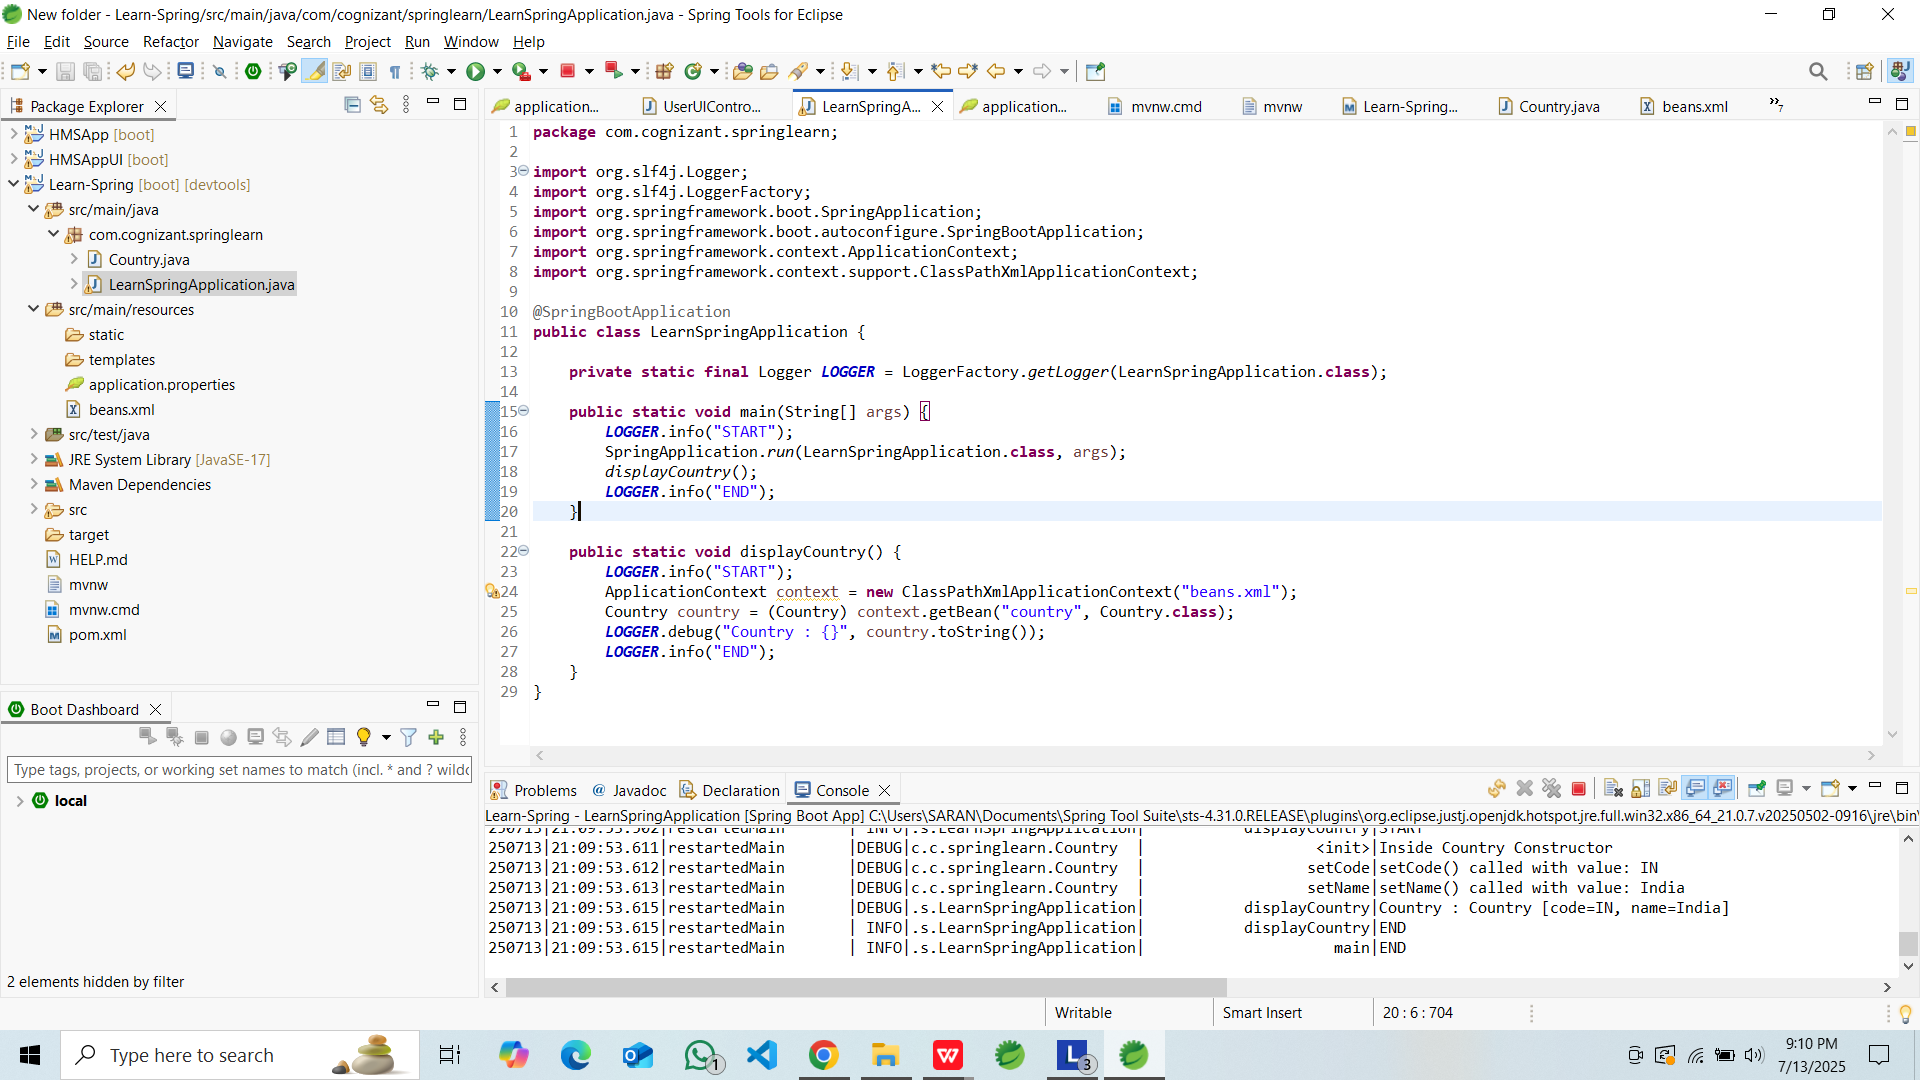 New folder - Learn-Spring/src/main/java/com/cognizant/springlearn/LearnSpringApplication.java - Spring Tools for Eclipse
File Edit Source Refactor Navigate Search Project Run Window Help
Package Explorer
HMSApp [boot]
HMSAppUI [boot]
Learn-Spring [boot] [devtools]
src/main/java
com.cognizant.springlearn
Country.java
LearnSpringApplication.java
src/main/resources
static
templates
application.properties
beans.xml
src/test/java
JRE System Library [JavaSE-17]
Maven Dependencies
src
target
HELP.md
mvnw
mvnw.cmd
pom.xml
Boot Dashboard
Type tags, projects, or working set names to match (incl. * and ? wildc
local
2 elements hidden by filter
application... UserUIContro... LearnSpringA... application... mvnw.cmd mvnw Learn-Spring... Country.java beans.xml »7
1 package com.cognizant.springlearn;
2
3 import org.slf4j.Logger;
4 import org.slf4j.LoggerFactory;
5 import org.springframework.boot.SpringApplication;
6 import org.springframework.boot.autoconfigure.SpringBootApplication;
7 import org.springframework.context.ApplicationContext;
8 import org.springframework.context.support.ClassPathXmlApplicationContext;
9
10 @SpringBootApplication
11 public class LearnSpringApplication {
12
13 private static final Logger LOGGER = LoggerFactory.getLogger(LearnSpringApplication.class);
14
15 public static void main(String[] args) {
16 LOGGER.info("START");
17 SpringApplication.run(LearnSpringApplication.class, args);
18 displayCountry();
19 LOGGER.info("END");
20 }
21
22 public static void displayCountry() {
23 LOGGER.info("START");
24 ApplicationContext context = new ClassPathXmlApplicationContext("beans.xml");
25 Country country = (Country) context.getBean("country", Country.class);
26 LOGGER.debug("Country : {}", country.toString());
27 LOGGER.info("END");
28 }
29 }
Problems @ Javadoc Declaration Console
Learn-Spring - LearnSpringApplication [Spring Boot App] C:\Users\SARAN\Documents\Spring Tool Suite\sts-4.31.0.RELEASE\plugins\org.eclipse.justj.openjdk.hotspot.jre.full.win32.x86_64_21.0.7.v20250502-0916\jre\bin\
250713|21:09:53.502|restartedMain | INFO|.s.LearnSpringApplication| displayCountry|START
250713|21:09:53.611|restartedMain |DEBUG|c.c.springlearn.Country | <init>|Inside Country Constructor
250713|21:09:53.612|restartedMain |DEBUG|c.c.springlearn.Country | setCode|setCode() called with value: IN
250713|21:09:53.613|restartedMain |DEBUG|c.c.springlearn.Country | setName|setName() called with value: India
250713|21:09:53.615|restartedMain |DEBUG|.s.LearnSpringApplication| displayCountry|Country : Country [code=IN, name=India]
250713|21:09:53.615|restartedMain | INFO|.s.LearnSpringApplication| displayCountry|END
250713|21:09:53.615|restartedMain | INFO|.s.LearnSpringApplication| main|END
Writable Smart Insert 20 : 6 : 704
Type here to search
1
L 3
9:10 PM
7/13/2025